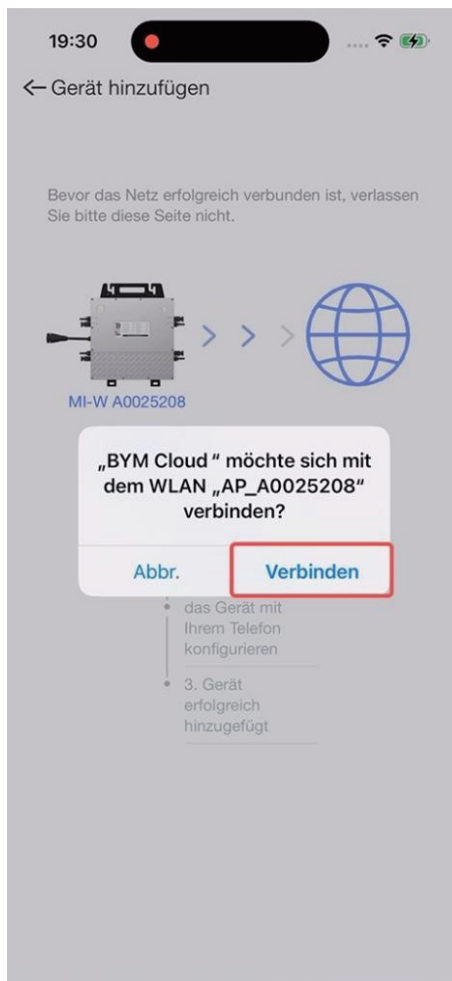 19:30
Gerät hinzufügen
Bevor das Netz erfolgreich verbunden ist, verlassen
Sie bitte diese Seite nicht.
MI-W A0025208
„BYM Cloud “ möchte sich mit
dem WLAN „AP_A0025208“
verbinden?
Abbr.
Verbinden
das Gerät mit
Ihrem Telefon
konfigurieren
3. Gerät
erfolgreich
hinzugefügt